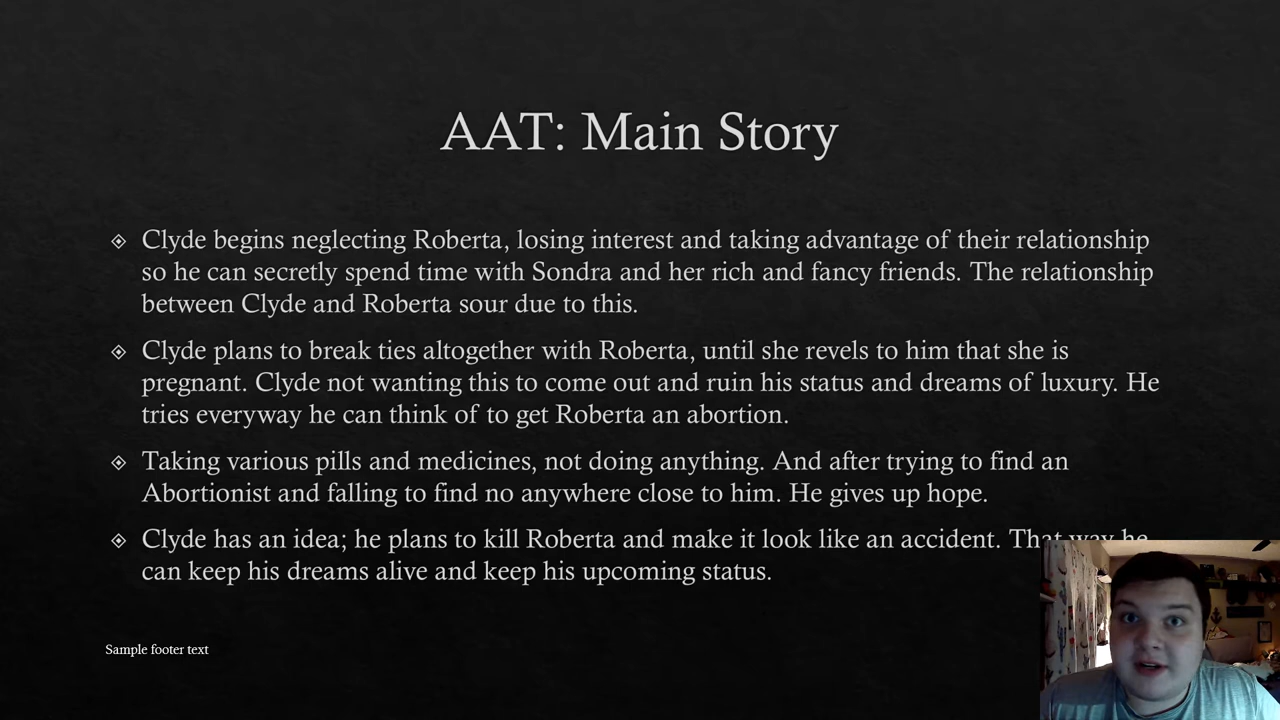 AAT: Main Story
Clyde begins neglecting Roberta, losing interest and taking advantage of their relationship
so he can secretly spend time with Sondra and her rich and fancy friends. The relationship
between Clyde and Roberta sour due to this.
Clyde plans to break ties altogether with Roberta, until she revels to him that she is
pregnant. Clyde not wanting this to come out and ruin his status and dreams of luxury. He
tries everyway he can think of to get Roberta an abortion.
Taking various pills and medicines, not doing anything. And after trying to find an
Abortionist and falling to find no anywhere close to him. He gives up hope.
Clyde has an idea; he plans to kill Roberta and make it look like an accident. That way he
can keep his dreams alive and keep his upcoming status.
Sample footer text